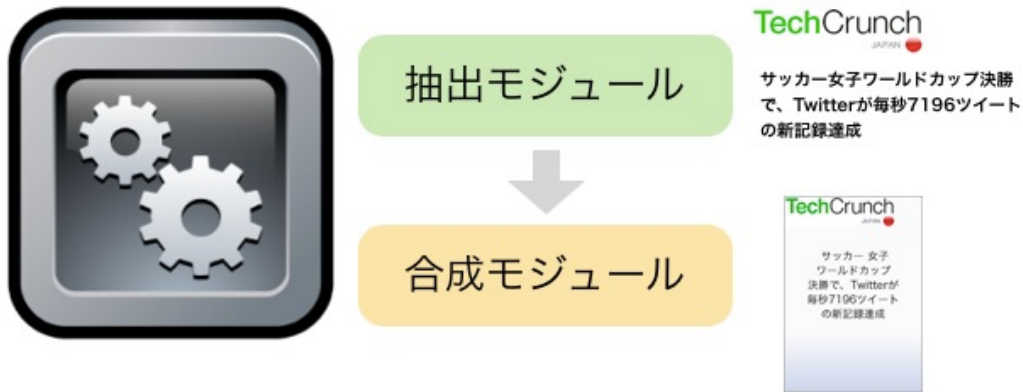 抽出モジュール
合成モジュール
TechCrunch
JAPAN
サッカー女子ワールドカップ決勝
で、Twitterが毎秒7196ツイート
の新記録達成
TechCrunch
JAPAN
サッカー 女子
ワールドカップ
決勝で、Twitterが
毎秒7196ツイート
の新記録達成